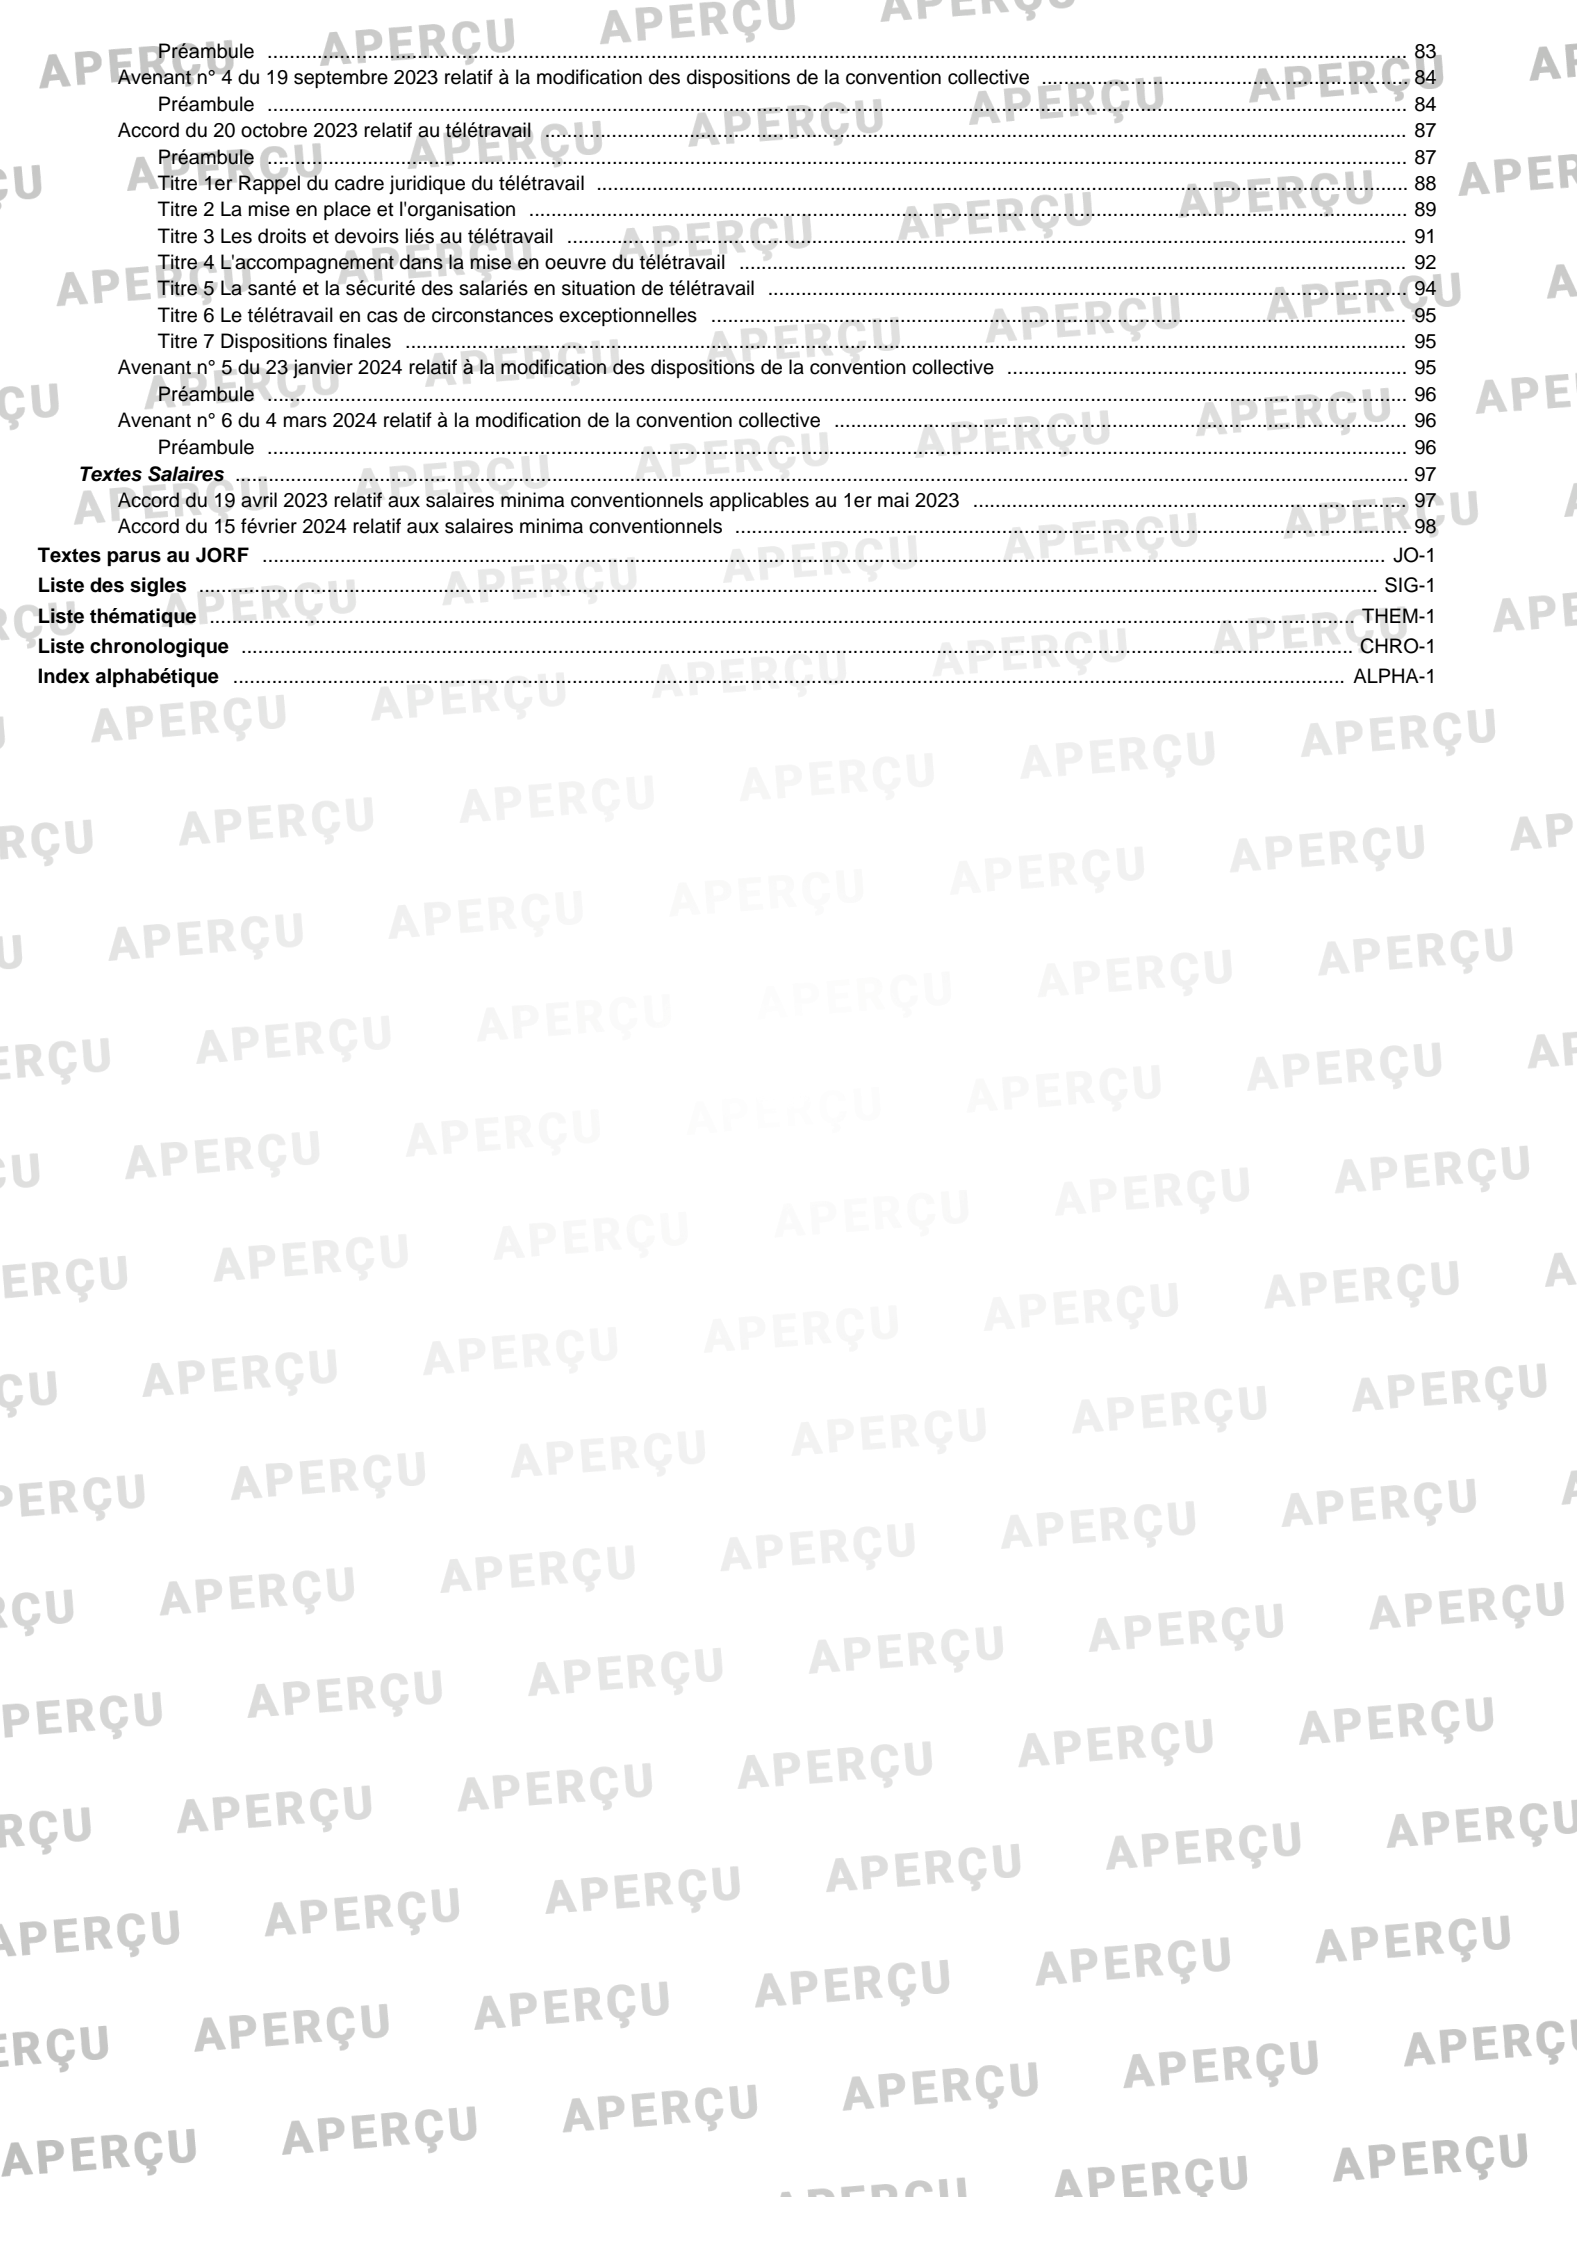 Préambule ........ 83
Avenant n° 4 du 19 septembre 2023 relatif à la modification des dispositions de la convention collective ........ 84
Préambule ........ 84
Accord du 20 octobre 2023 relatif au télétravail ........ 87
Préambule ........ 87
Titre 1er Rappel du cadre juridique du télétravail ........ 88
Titre 2 La mise en place et l'organisation ........ 89
Titre 3 Les droits et devoirs liés au télétravail ........ 91
Titre 4 L'accompagnement dans la mise en oeuvre du télétravail ........ 92
Titre 5 La santé et la sécurité des salariés en situation de télétravail ........ 94
Titre 6 Le télétravail en cas de circonstances exceptionnelles ........ 95
Titre 7 Dispositions finales ........ 95
Avenant n° 5 du 23 janvier 2024 relatif à la modification des dispositions de la convention collective ........ 95
Préambule ........ 96
Avenant n° 6 du 4 mars 2024 relatif à la modification de la convention collective ........ 96
Préambule ........ 96
Textes Salaires ........ 97
Accord du 19 avril 2023 relatif aux salaires minima conventionnels applicables au 1er mai 2023 ........ 97
Accord du 15 février 2024 relatif aux salaires minima conventionnels ........ 98
Textes parus au JORF ........ JO-1
Liste des sigles ........ SIG-1
Liste thématique ........ THEM-1
Liste chronologique ........ CHRO-1
Index alphabétique ........ ALPHA-1
APERÇU